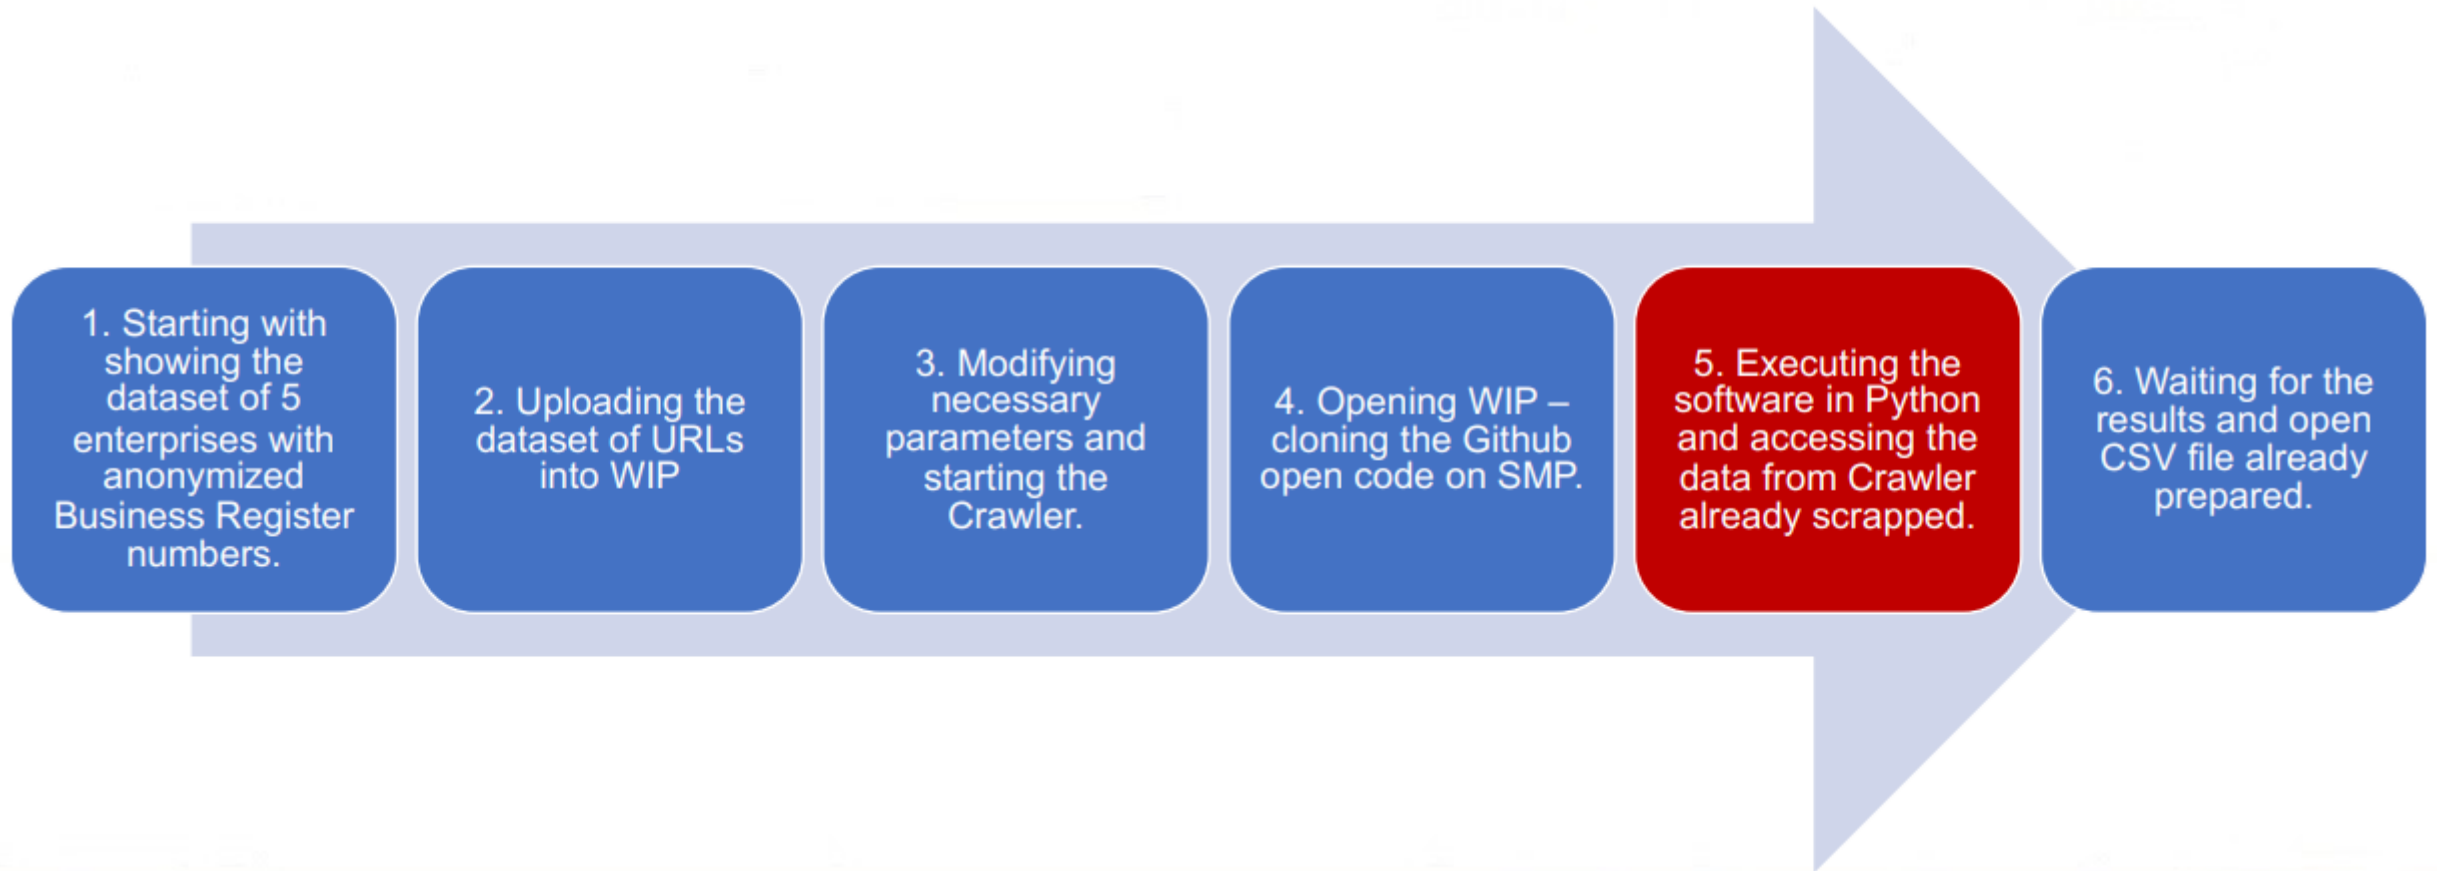 1. Starting with
showing the
dataset of 5
enterprises with
anonymized
Business Register
numbers.
2. Uploading the
dataset of URLs
into WIP
3. Modifying
necessary
parameters and
starting the
Crawler.
4. Opening WIP –
cloning the Github
open code on SMP.
5. Executing the
software in Python
and accessing the
data from Crawler
already scrapped.
6. Waiting for the
results and open
CSV file already
prepared.